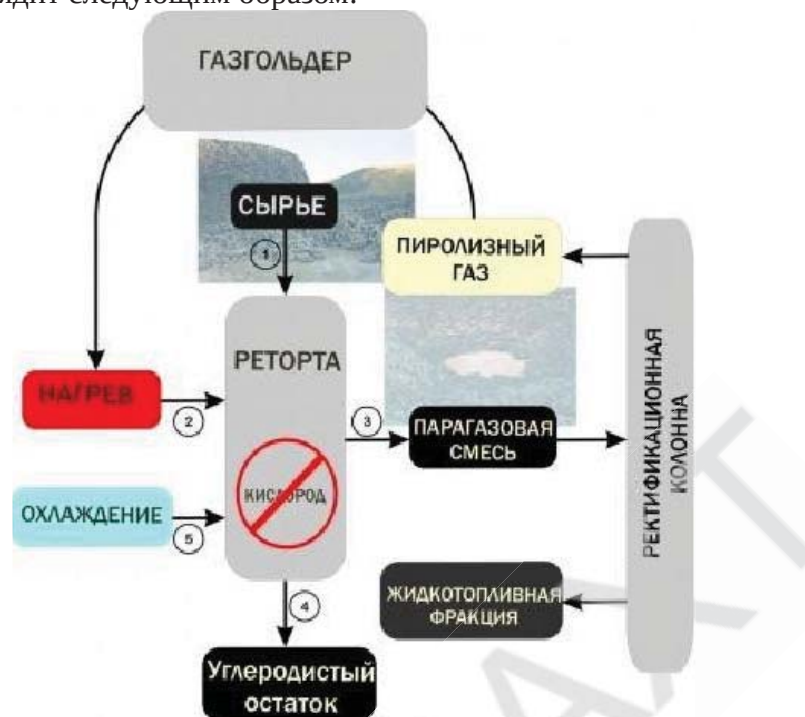 следующим образом:
ГАЗГОЛЬДЕР
СЫРЬЕ
1
ПИРОЛИЗНЫЙ
ГАЗ
РЕТОРТА
НАГРЕВ
2
3
ПАРАГАЗОВАЯ
СМЕСЬ
РЕКТИФИКАЦИОННАЯ
КОЛОННА
КИСЛОРОД
ОХЛАЖДЕНИЕ
5
4
ЖИДКОТОПЛИВНАЯ
ФРАКЦИЯ
Углеродистый
остаток